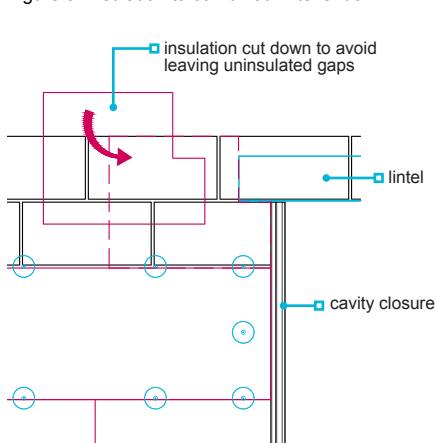 insulation cut down to avoid
leaving uninsulated gaps
lintel
cavity closure